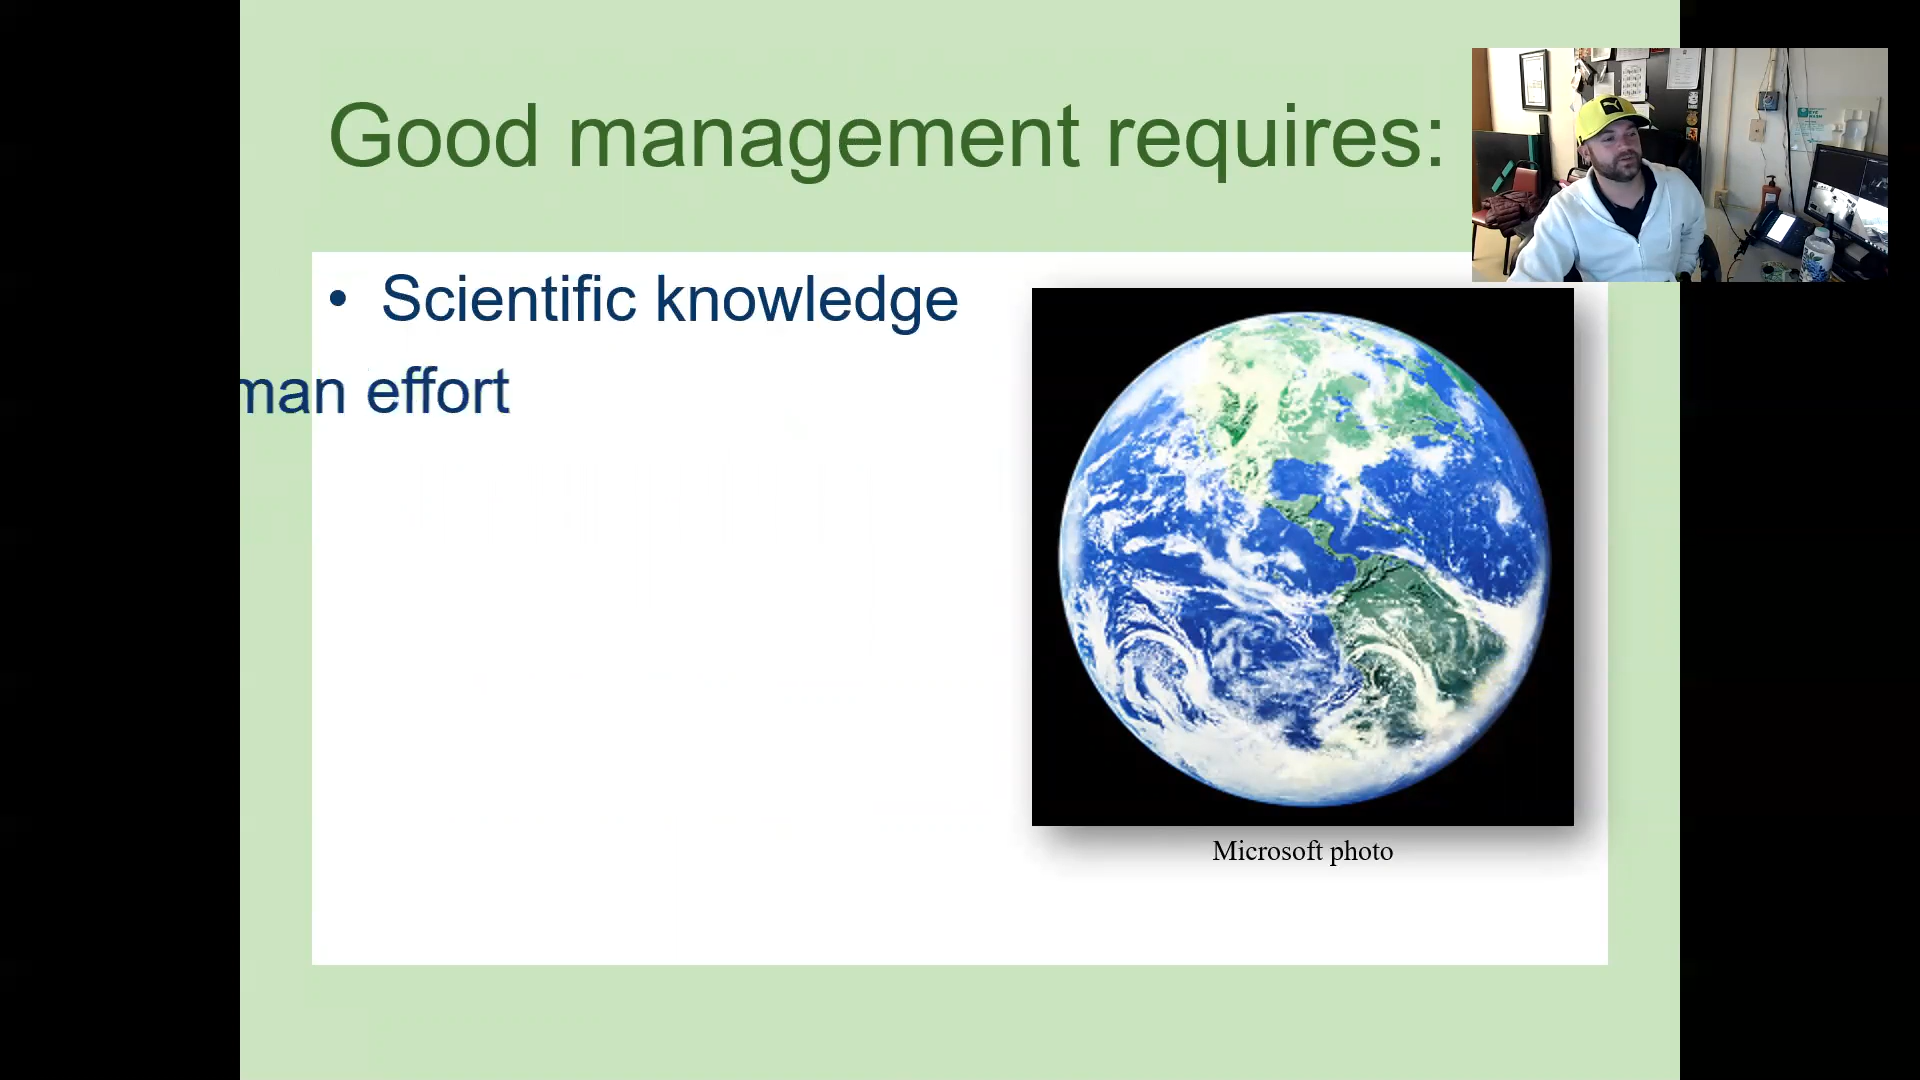 Good management requires:
• Scientific knowledge
man effort
Microsoft photo